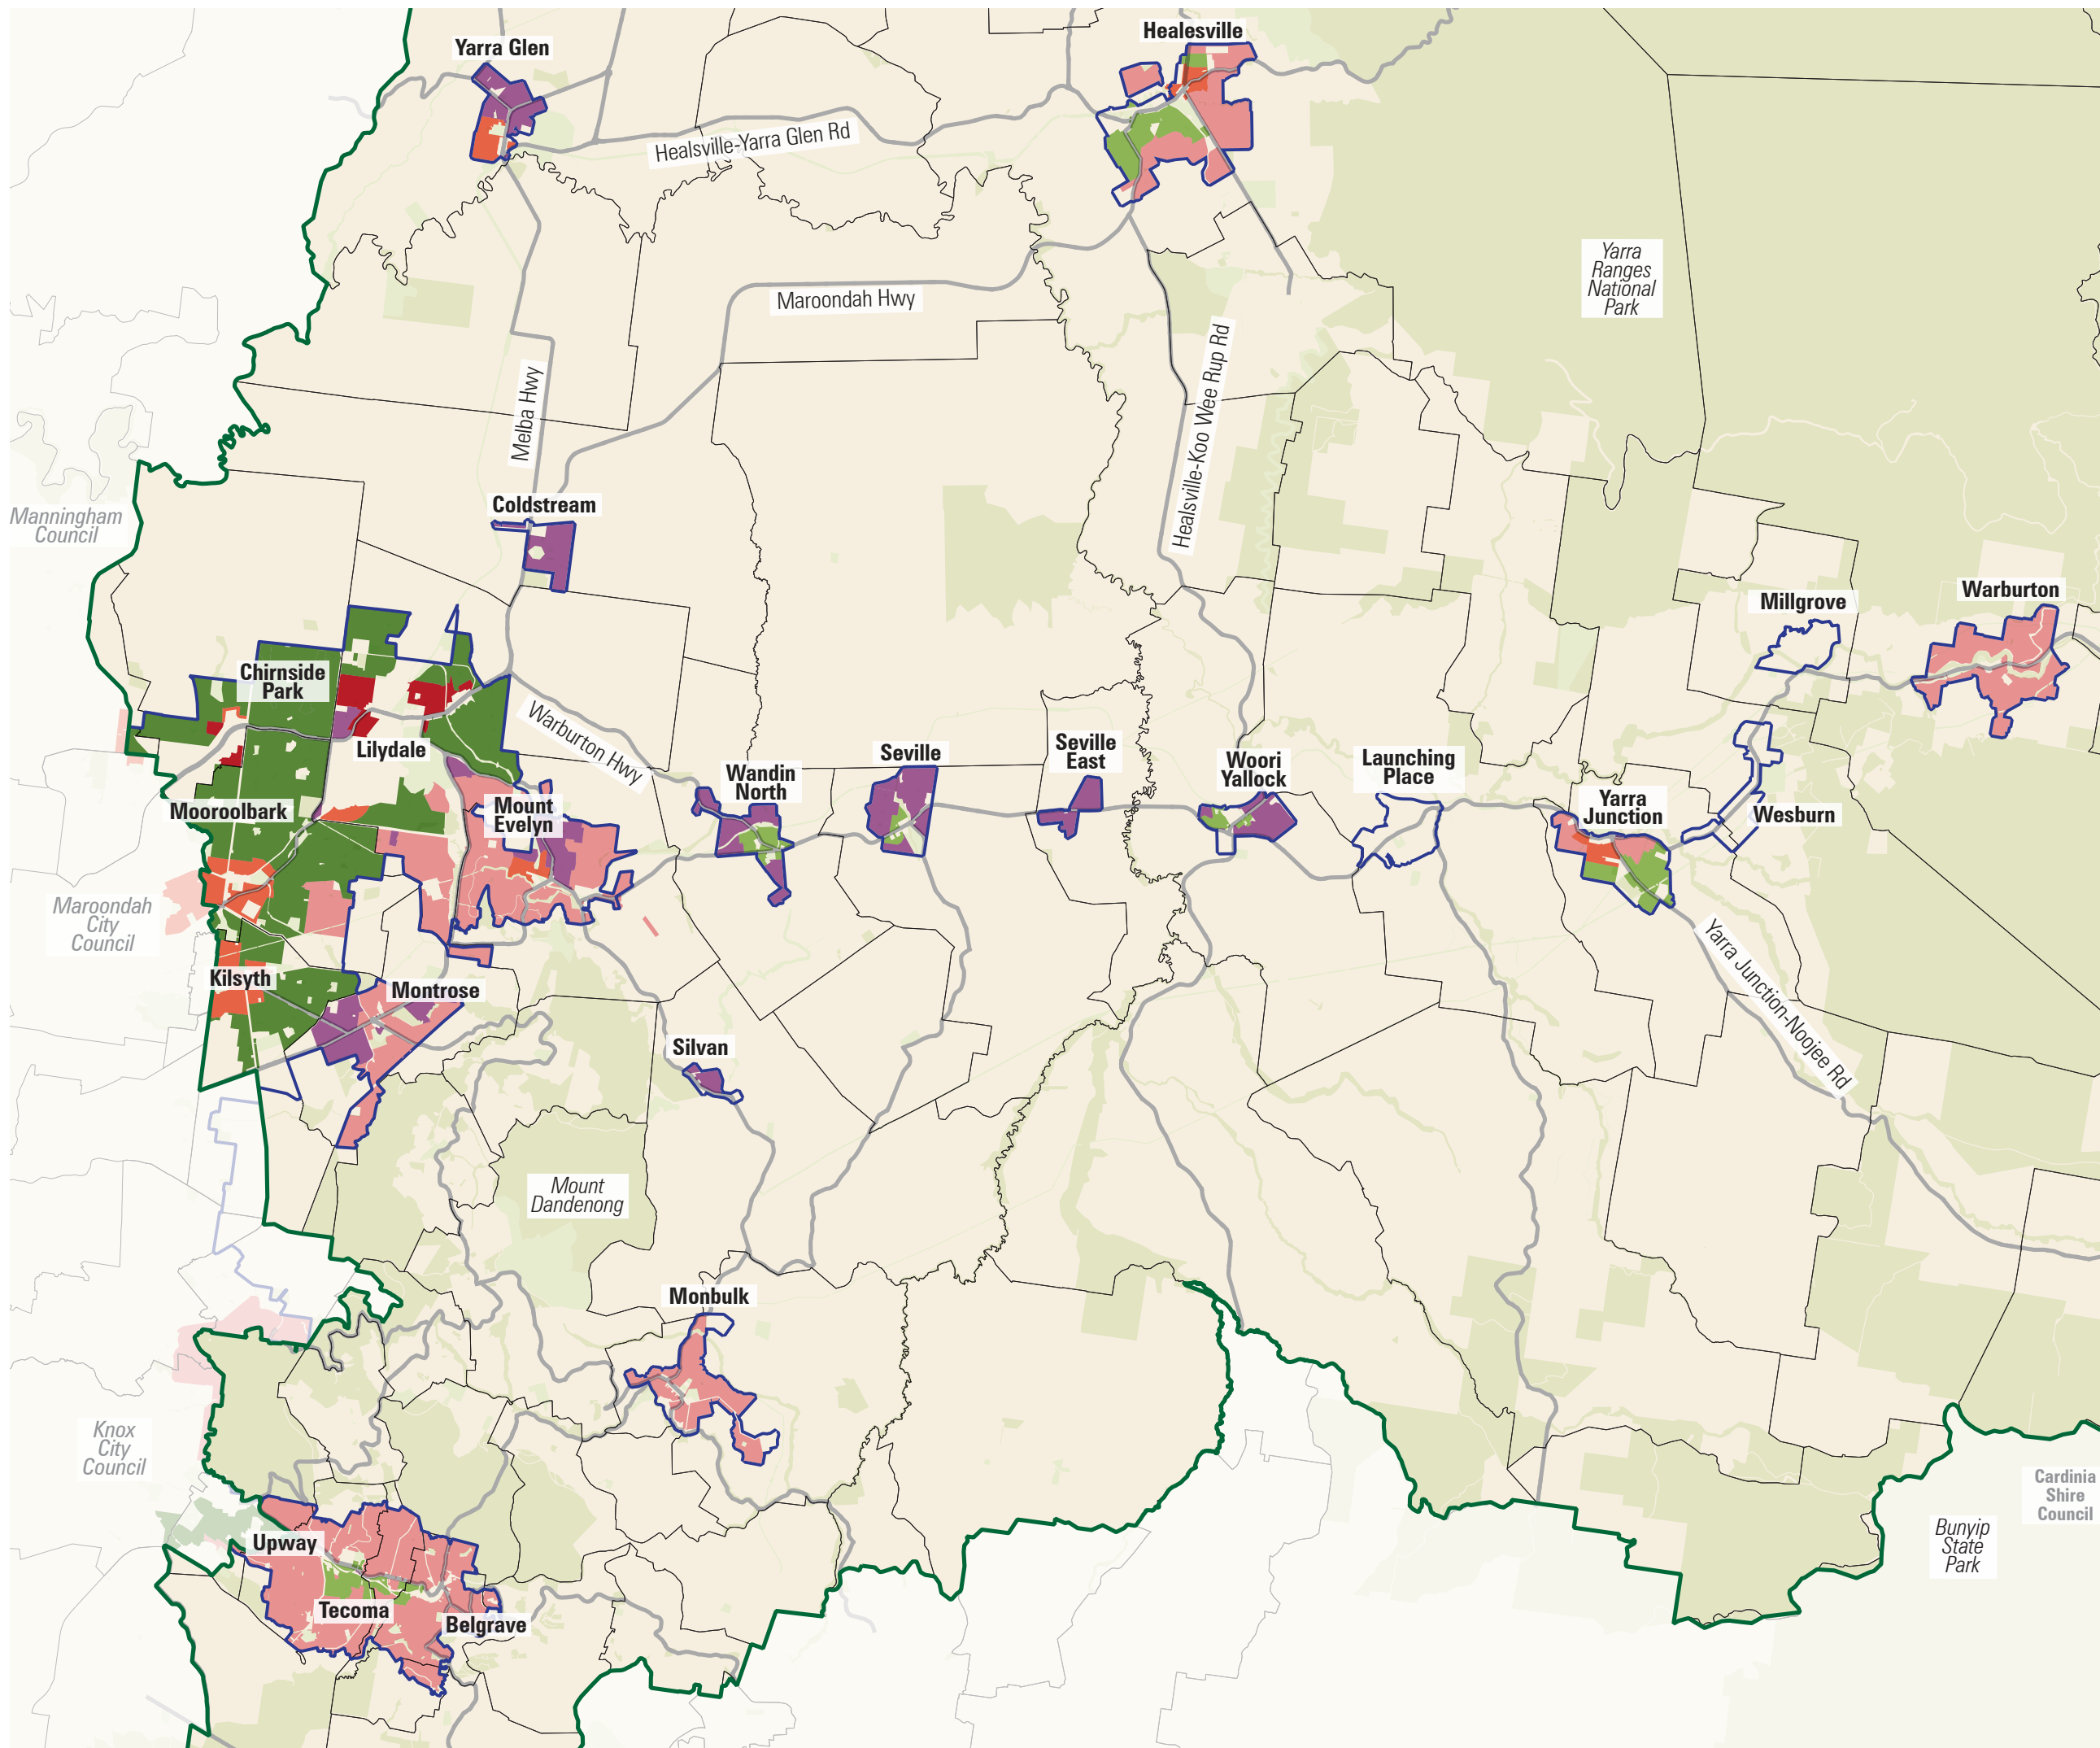 Yarra Glen
Healesville
Healsville-Yarra Glen Rd
Yarra
Ranges
National
Park
Maroondah Hwy
Melba Hwy
Healsville-Koo Wee Rup Rd
Coldstream
Manningham
Council
Warburton
Millgrove
Chirnside
Park
Warburton Hwy
Lilydale
Seville
Seville
East
Woori
Yallock
Launching
Place
Wandin
North
Mount
Evelyn
Mooroolbark
Yarra
Junction
Wesburn
Maroondah
City
Council
Kilsyth
Montrose
Yarra Junction-Noojee Rd
Silvan
Mount
Dandenong
Monbulk
Knox
City
Council
Cardinia
Shire
Council
Bunyip
State
Park
Upway
Tecoma
Belgrave